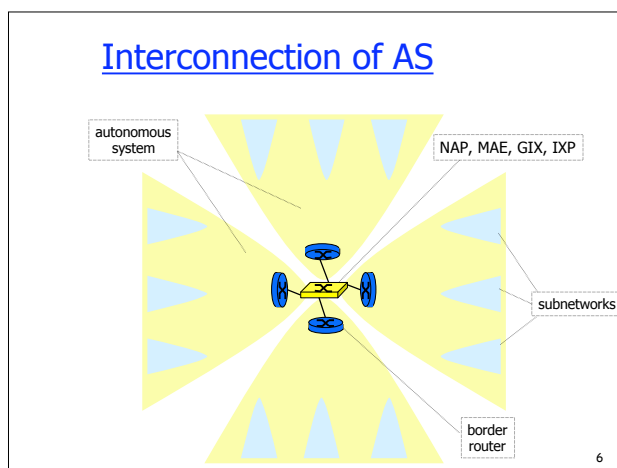 Interconnection of AS
autonomous
system
NAP, MAE, GIX, IXP
subnetworks
border
router
6